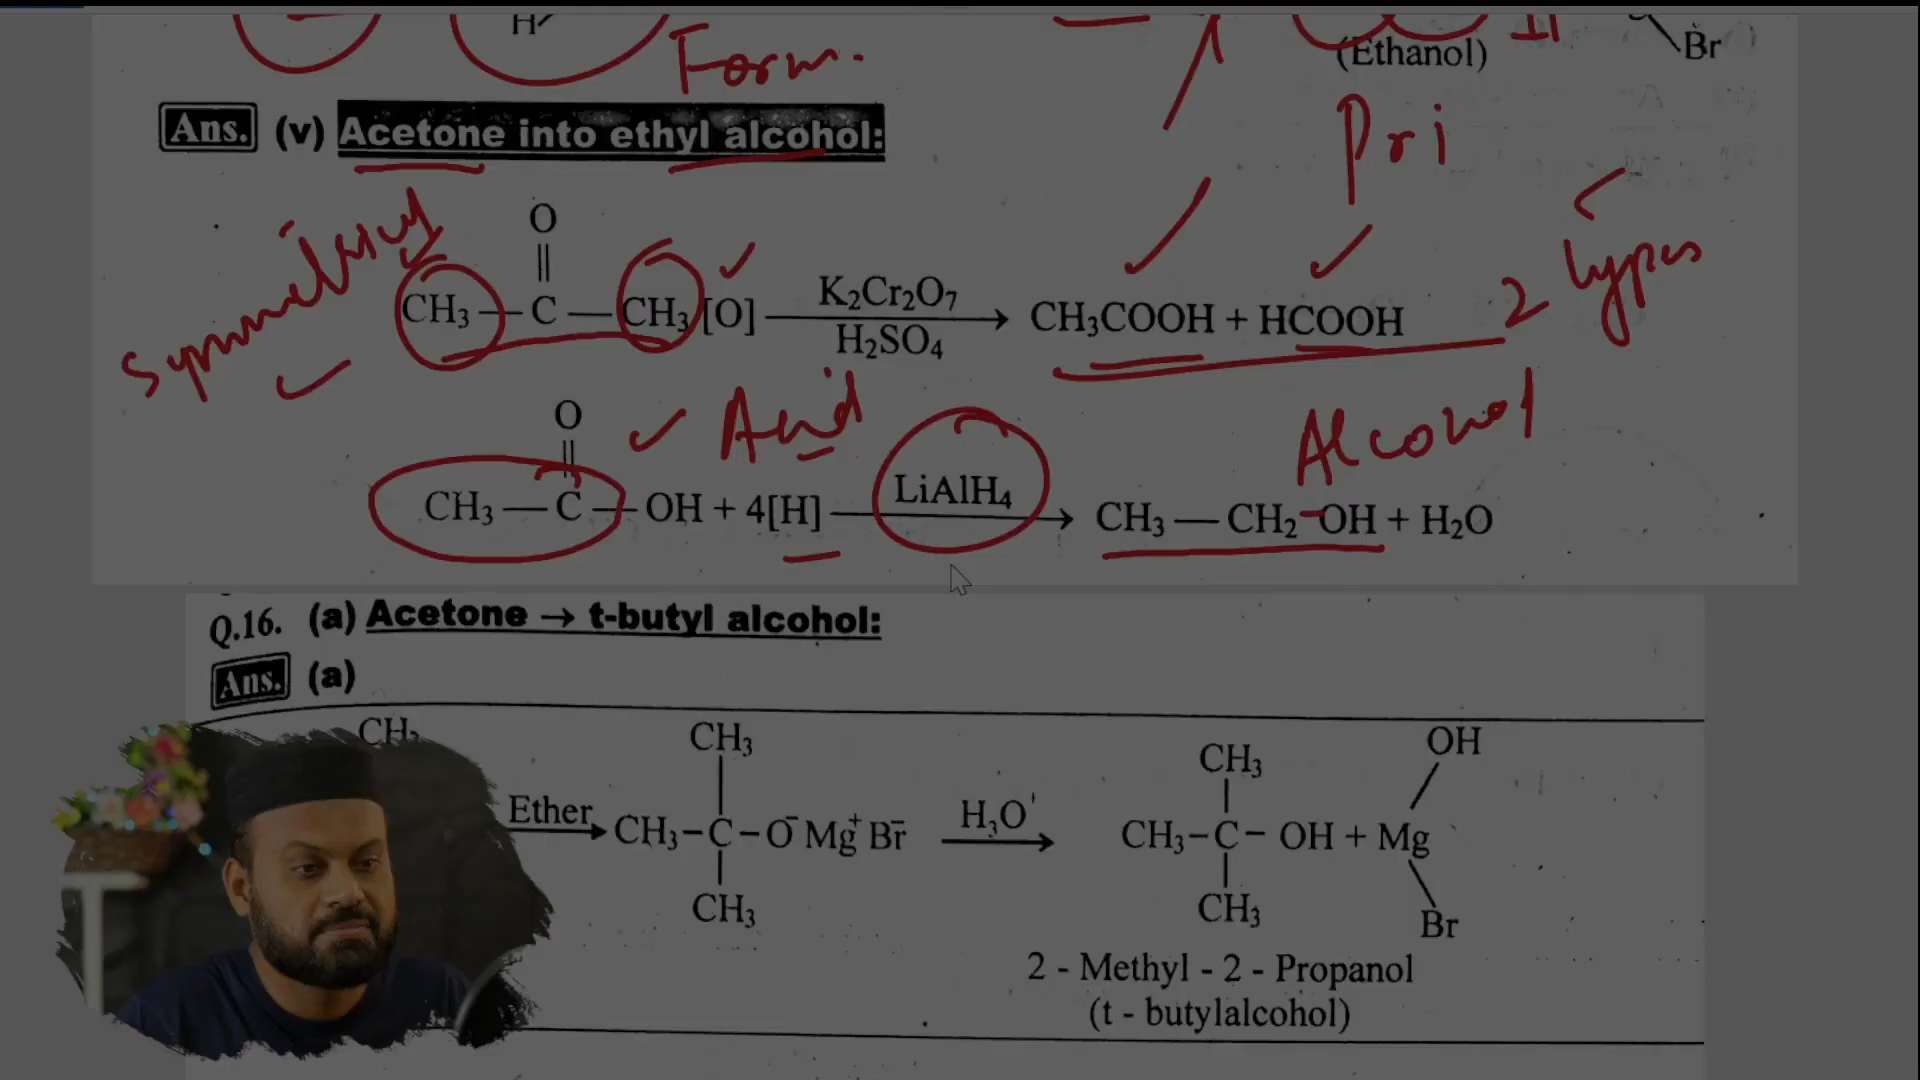 H
Form.
(Ethanol)
Br
Pri
Ans. (v) Acetone into ethyl alcohol:
2 types
Symmetrical
O
||
CH₃ — C — CH₃ [O] K₂Cr₂O₇ / H₂SO₄ → CH₃COOH + HCOOH
Acid
Alcohol
O
||
CH₃ — C — OH + 4[H] LiAlH₄ → CH₃ — CH₂ - OH + H₂O
Q.16. (a) Acetone → t-butyl alcohol:
Ans. (a)
CH₃ CH₃ CH₃ OH
Ether → CH₃-C-O⁻ Mg⁺ Br⁻ H₃O' → CH₃-C- OH + Mg
CH₃ CH₃ Br
2 - Methyl - 2 - Propanol
(t - butylalcohol)